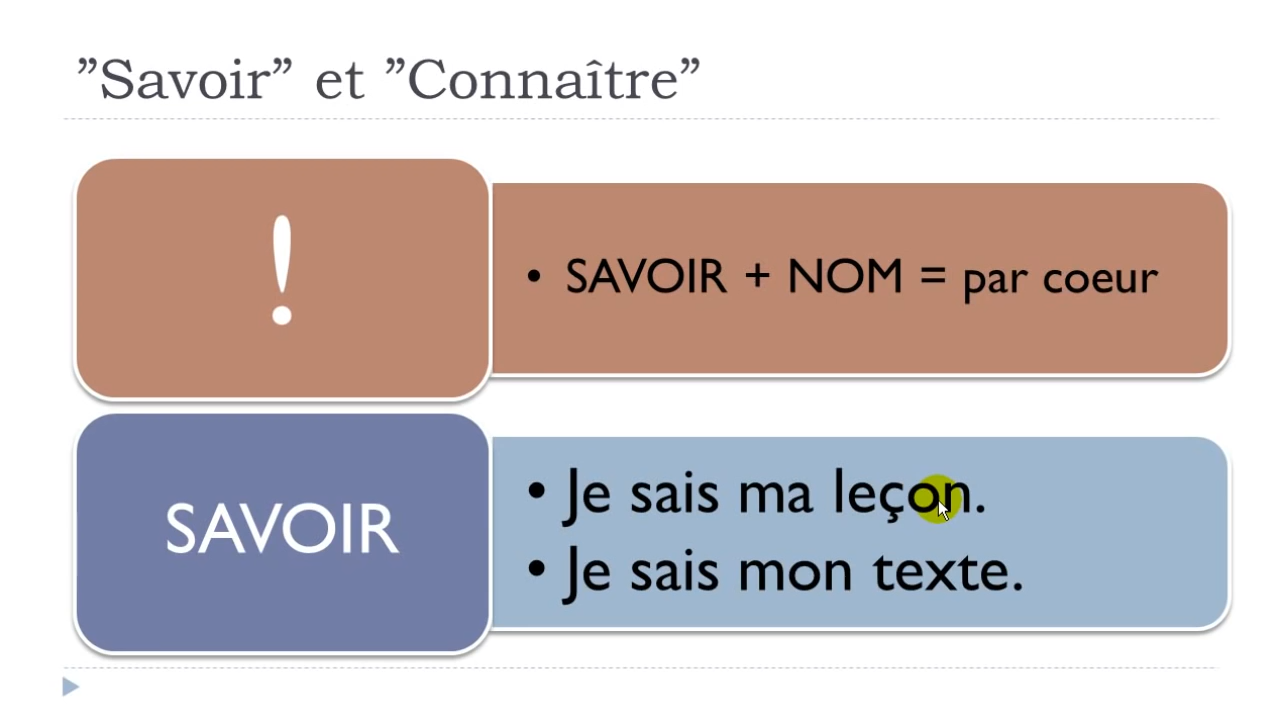 ”Savoir” et ”Connaître”
!
• SAVOIR + NOM = par coeur
SAVOIR
• Je sais ma leçon.
• Je sais mon texte.